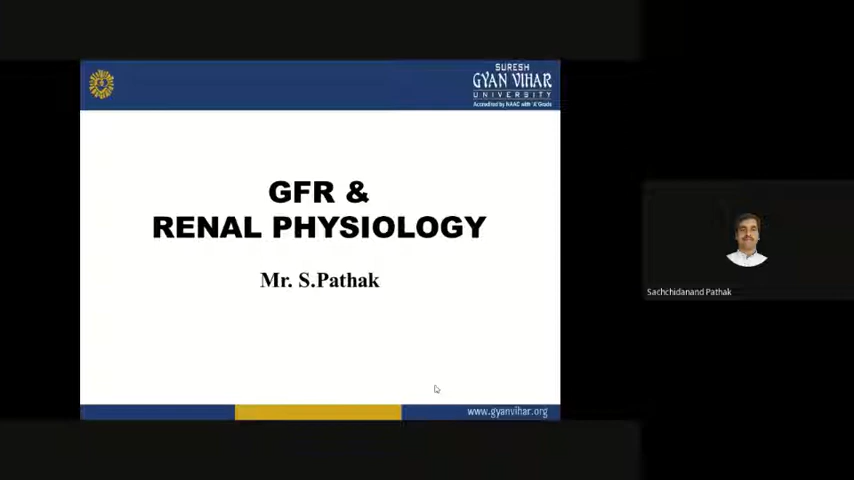 SURESH
GYAN VIHAR
UNIVERSITY
Accredited by NAAC with 'A' Grade
GFR &
RENAL PHYSIOLOGY
Mr. S.Pathak
Sachchidanand Pathak
www.gyanvihar.org